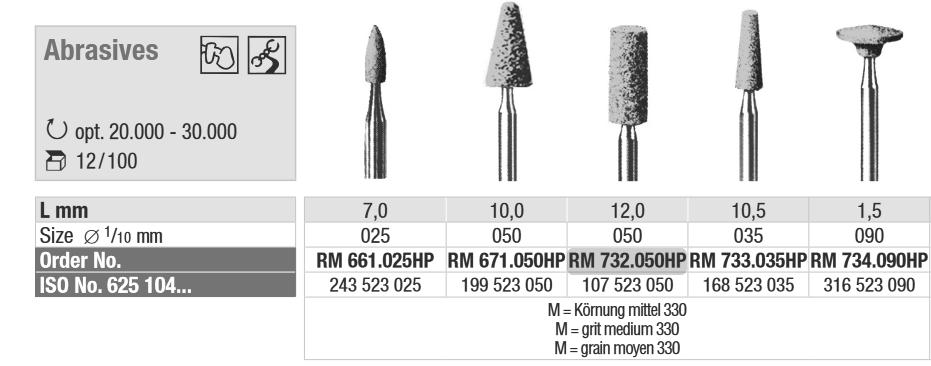 Abrasives
opt. 20.000 - 30.000
12/100
L mm 7,0 10,0 12,0 10,5 1,5
Size ⌀ 1/10 mm 025 050 050 035 090
Order No. RM 661.025HP RM 671.050HP RM 732.050HP RM 733.035HP RM 734.090HP
ISO No. 625 104... 243 523 025 199 523 050 107 523 050 168 523 035 316 523 090
M = Körnung mittel 330
M = grit medium 330
M = grain moyen 330